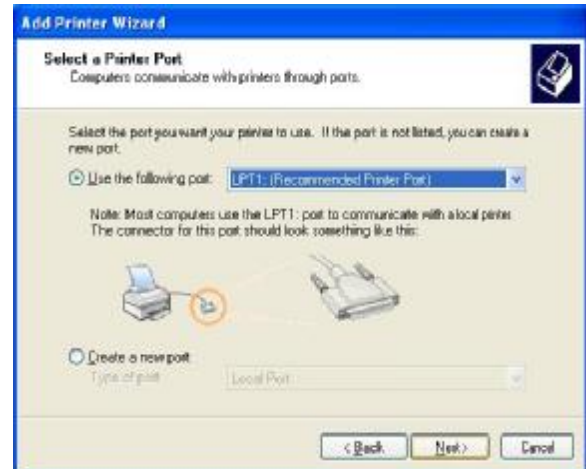 Add Printer Wizard
Select a Printer Port
Computers communicate with printers through ports.
Select the port you want your printer to use. If the port is not listed, you can create a
new port.
Use the following port: LPT1: (Recommended Printer Port)
Note: Most computers use the LPT1: port to communicate with a local printer.
The connector for this port should look something like this:
Create a new port
Type of port: Local Port
< Back Next > Cancel